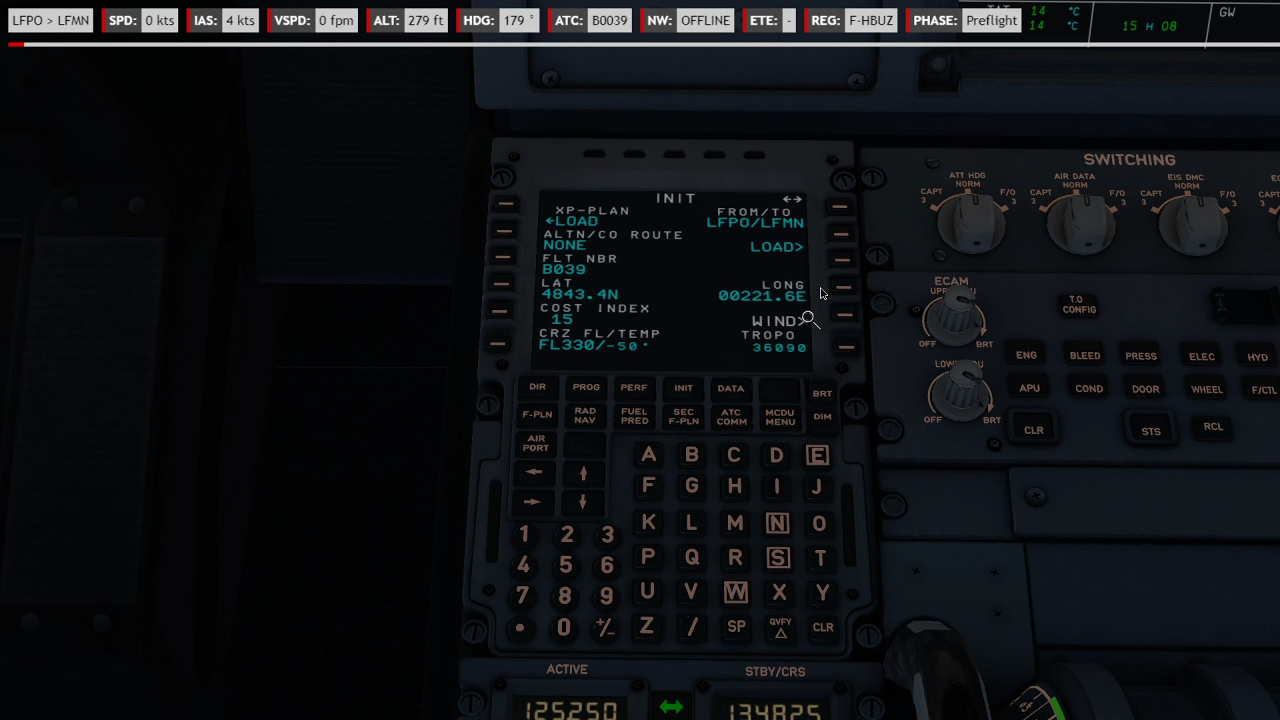 LFPO > LFMN SPD: 0 kts IAS: 4 kts VSPD: 0 fpm ALT: 279 ft HDG: 179 ° ATC: B0039 NW: OFFLINE ETE: - REG: F-HBUZ PHASE: Preflight
TAT 14 °C
14 °C 15 H 08
GW
INIT ↔
XP-PLAN FROM/TO
←LOAD LFPO/LFMN
ALTN/CO ROUTE
NONE LOAD>
FLT NBR
B039
LAT LONG
4843.4N 00221.6E
COST INDEX
15 WIND>
CRZ FL/TEMP TROPO
FL330/-50° 36090
DIR PROG PERF INIT DATA BRT
F-PLN RAD NAV FUEL PRED SEC F-PLN ATC COMM MCDU MENU DIM
AIR PORT
← ↑
→ ↓
A B C D E
F G H I J
K L M N O
P Q R S T
U V W X Y
Z / SP OVFY △ CLR
1 2 3
4 5 6
7 8 9
• 0 +/-
ACTIVE STBY/CRS
125250 134825
SWITCHING
ATT HDG AIR DATA EIS DMC
NORM NORM NORM
CAPT 3 F/O 3 CAPT 3 F/O 3 CAPT 3 F/O 3
ECAM
OFF BRT
OFF BRT
T.O CONFIG
ENG BLEED PRESS ELEC HYD
APU COND DOOR WHEEL F/CTL
CLR STS RCL